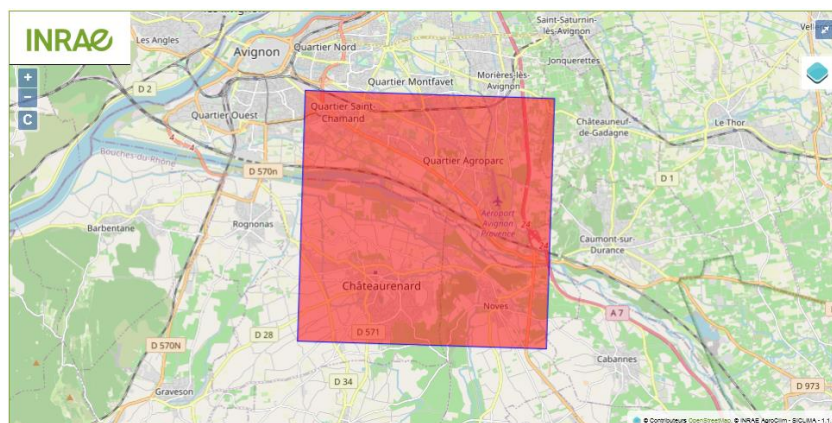 INRAE
Les Angles
Avignon
Quartier Nord
Saint-Saturnin-
lès-Avignon
Jonquerettes
D 2
Quartier Montfavet
Morières-lès-
Avignon
+
−
C
Quartier Ouest
Quartier Saint-
Chamand
Châteauneuf-
de-Gadagne
Le Thor
Bouches-du-Rhône
D 570n
Quartier Agroparc
D 1
Barbentane
Rognonas
Aéroport
Avignon
Provence
24
Caumont-sur-
Durance
Châteaurenard
Noves
A 7
D 28
D 571
D 570N
Cabannes
D 34
Graveson
D 973
© Contributeurs OpenStreetMap, © INRAE AgroClim - SICLIMA - 1.1